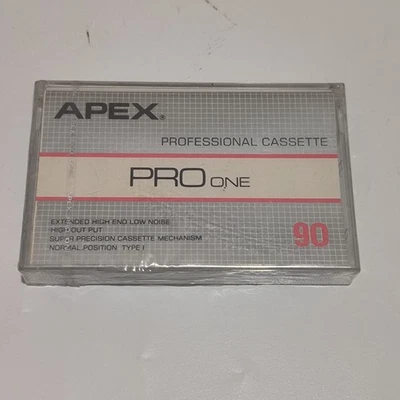 APEX®
PROFESSIONAL CASSETTE
PRO ONE
EXTENDED HIGH END LOW NOISE
HIGH OUT PUT
SUPER PRECISION CASSETTE MECHANISM
NORMAL POSITION TYPE I
90